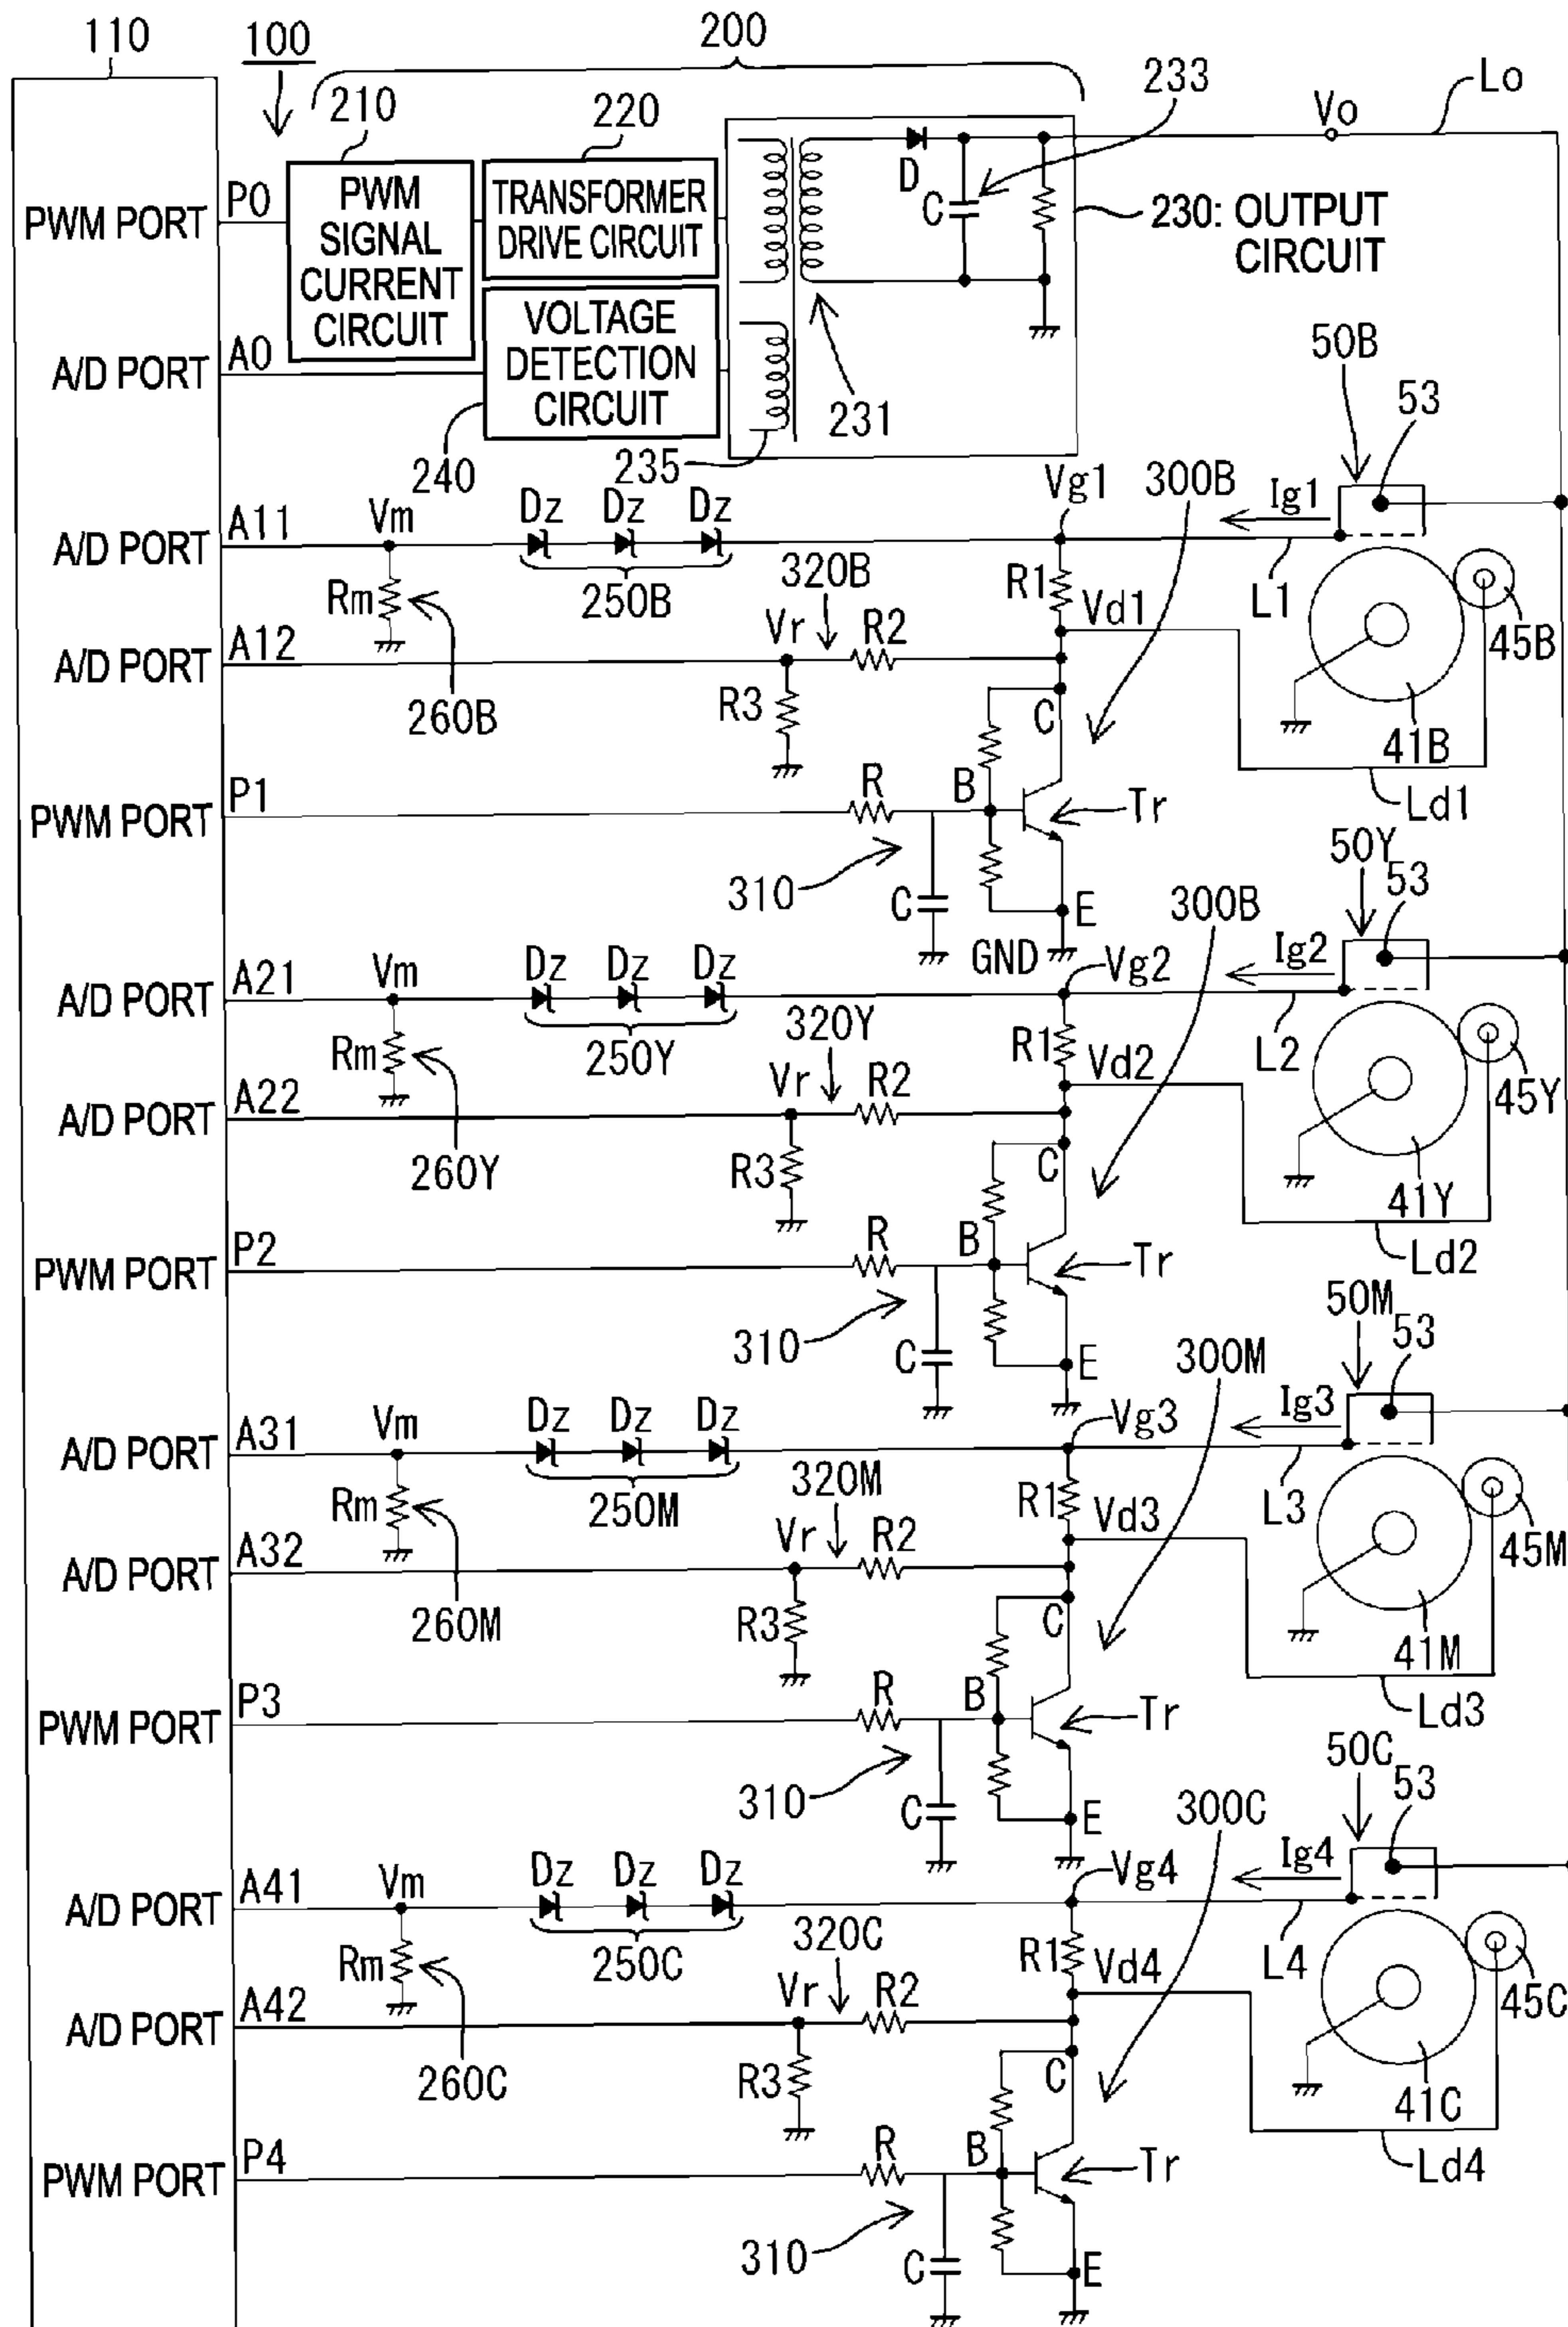 110
100
200
210
220
233
Lo
Vo
PWM PORT
P0
PWM
SIGNAL
CURRENT
CIRCUIT
TRANSFORMER
DRIVE CIRCUIT
D
C
230: OUTPUT
CIRCUIT
A/D PORT
A0
VOLTAGE
DETECTION
CIRCUIT
231
235
240
50B
53
A/D PORT
A11
Vm
Dz
Dz
Dz
Vg1
300B
Ig1
Rm
250B
320B
R1
L1
Vd1
45B
A/D PORT
A12
Vr
R2
260B
R3
C
41B
PWM PORT
P1
R
B
Tr
Ld1
310
C
E
GND
50Y
53
300B
A/D PORT
A21
Vm
Dz
Dz
Dz
Vg2
Ig2
Rm
250Y
320Y
R1
L2
Vd2
45Y
A/D PORT
A22
Vr
R2
260Y
R3
C
41Y
PWM PORT
P2
R
B
Tr
Ld2
310
C
E
50M
53
300M
A/D PORT
A31
Vm
Dz
Dz
Dz
Vg3
Ig3
Rm
250M
320M
R1
L3
Vd3
45M
A/D PORT
A32
Vr
R2
260M
R3
C
41M
PWM PORT
P3
R
B
Tr
Ld3
310
C
E
50C
53
300C
A/D PORT
A41
Vm
Dz
Dz
Dz
Vg4
Ig4
Rm
250C
320C
R1
L4
Vd4
45C
A/D PORT
A42
Vr
R2
260C
R3
C
41C
PWM PORT
P4
R
B
Tr
Ld4
310
C
E